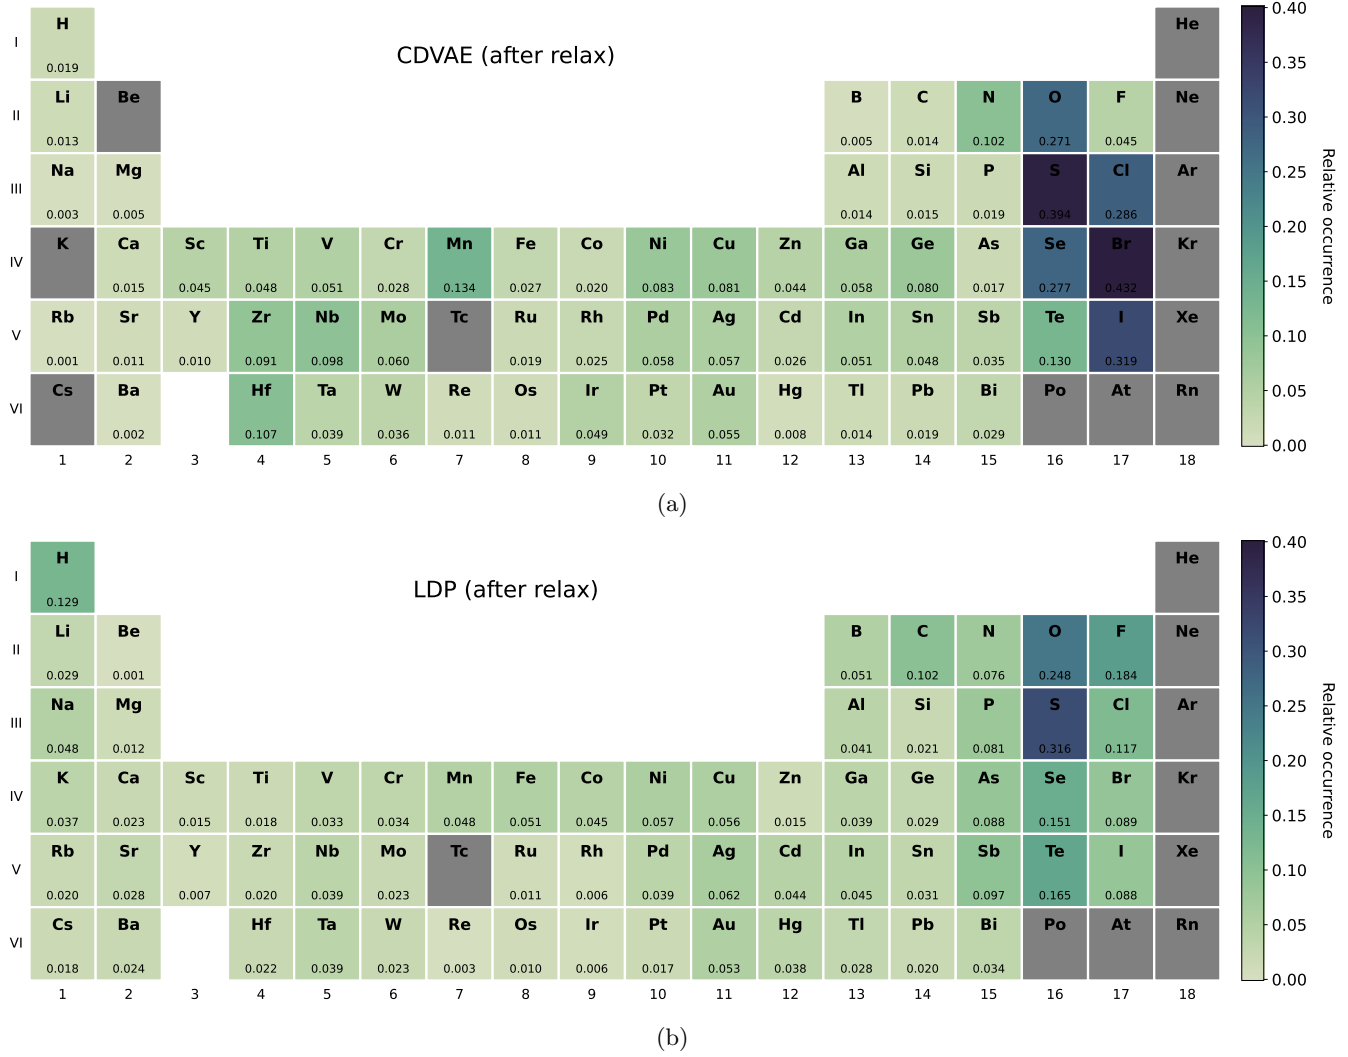 CDVAE (after relax)
I H He
0.019
II Li Be B C N O F Ne
0.013 0.005 0.014 0.102 0.271 0.045
III Na Mg Al Si P S Cl Ar
0.003 0.005 0.014 0.015 0.019 0.394 0.286
IV K Ca Sc Ti V Cr Mn Fe Co Ni Cu Zn Ga Ge As Se Br Kr
0.015 0.045 0.048 0.051 0.028 0.134 0.027 0.020 0.083 0.081 0.044 0.058 0.080 0.017 0.277 0.432
V Rb Sr Y Zr Nb Mo Tc Ru Rh Pd Ag Cd In Sn Sb Te I Xe
0.001 0.011 0.010 0.091 0.098 0.060 0.019 0.025 0.058 0.057 0.026 0.051 0.048 0.035 0.130 0.319
VI Cs Ba Hf Ta W Re Os Ir Pt Au Hg Tl Pb Bi Po At Rn
0.002 0.107 0.039 0.036 0.011 0.011 0.049 0.032 0.055 0.008 0.014 0.019 0.029
1 2 3 4 5 6 7 8 9 10 11 12 13 14 15 16 17 18
0.40
0.35
0.30
0.25
0.20
0.15
0.10
0.05
0.00
Relative occurrence
(a)
LDP (after relax)
I H He
0.129
II Li Be B C N O F Ne
0.029 0.001 0.051 0.102 0.076 0.248 0.184
III Na Mg Al Si P S Cl Ar
0.048 0.012 0.041 0.021 0.081 0.316 0.117
IV K Ca Sc Ti V Cr Mn Fe Co Ni Cu Zn Ga Ge As Se Br Kr
0.037 0.023 0.015 0.018 0.033 0.034 0.048 0.051 0.045 0.057 0.056 0.015 0.039 0.029 0.088 0.151 0.089
V Rb Sr Y Zr Nb Mo Tc Ru Rh Pd Ag Cd In Sn Sb Te I Xe
0.020 0.028 0.007 0.020 0.039 0.023 0.011 0.006 0.039 0.062 0.044 0.045 0.031 0.097 0.165 0.088
VI Cs Ba Hf Ta W Re Os Ir Pt Au Hg Tl Pb Bi Po At Rn
0.018 0.024 0.022 0.039 0.023 0.003 0.010 0.006 0.017 0.053 0.038 0.028 0.020 0.034
1 2 3 4 5 6 7 8 9 10 11 12 13 14 15 16 17 18
0.40
0.35
0.30
0.25
0.20
0.15
0.10
0.05
0.00
Relative occurrence
(b)